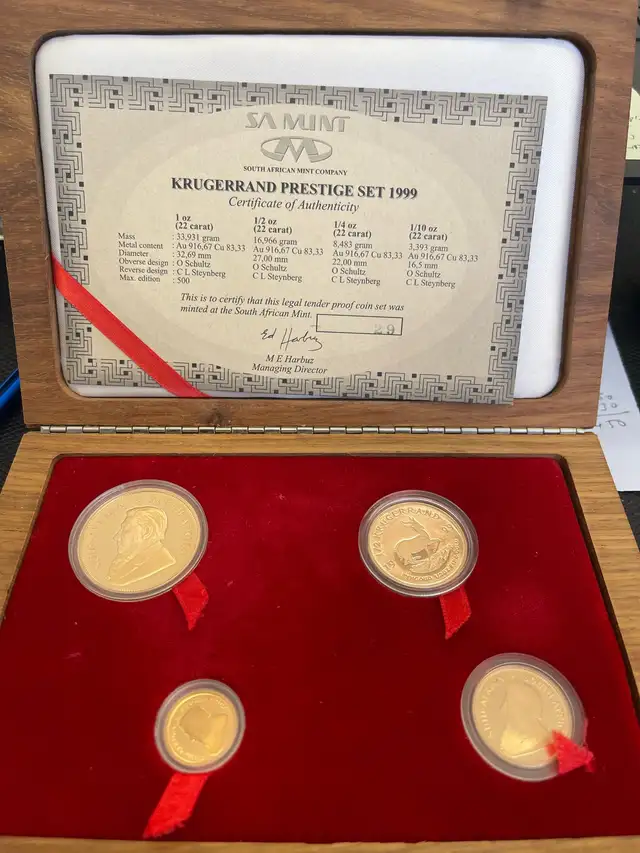 SA MINT
SOUTH AFRICAN MINT COMPANY
KRUGERRAND PRESTIGE SET 1999
Certificate of Authenticity
1 oz 1/2 oz 1/4 oz 1/10 oz
(22 carat) (22 carat) (22 carat) (22 carat)
Mass : 33,931 gram 16,966 gram 8,483 gram 3,393 gram
Metal content : Au 916,67 Cu 83,33 Au 916,67 Cu 83,33 Au 916,67 Cu 83,33 Au 916,67 Cu 83,33
Diameter : 32,69 mm 27,00 mm 22,00 mm 16,5 mm
Obverse design : O Schultz O Schultz O Schultz O Schultz
Reverse design : C L Steynberg C L Steynberg C L Steynberg C L Steynberg
Max. edition : 500
This is to certify that this legal tender proof coin set was
minted at the South African Mint.
29
Ed Harbuz
M E Harbuz
Managing Director
KRUGERRAND